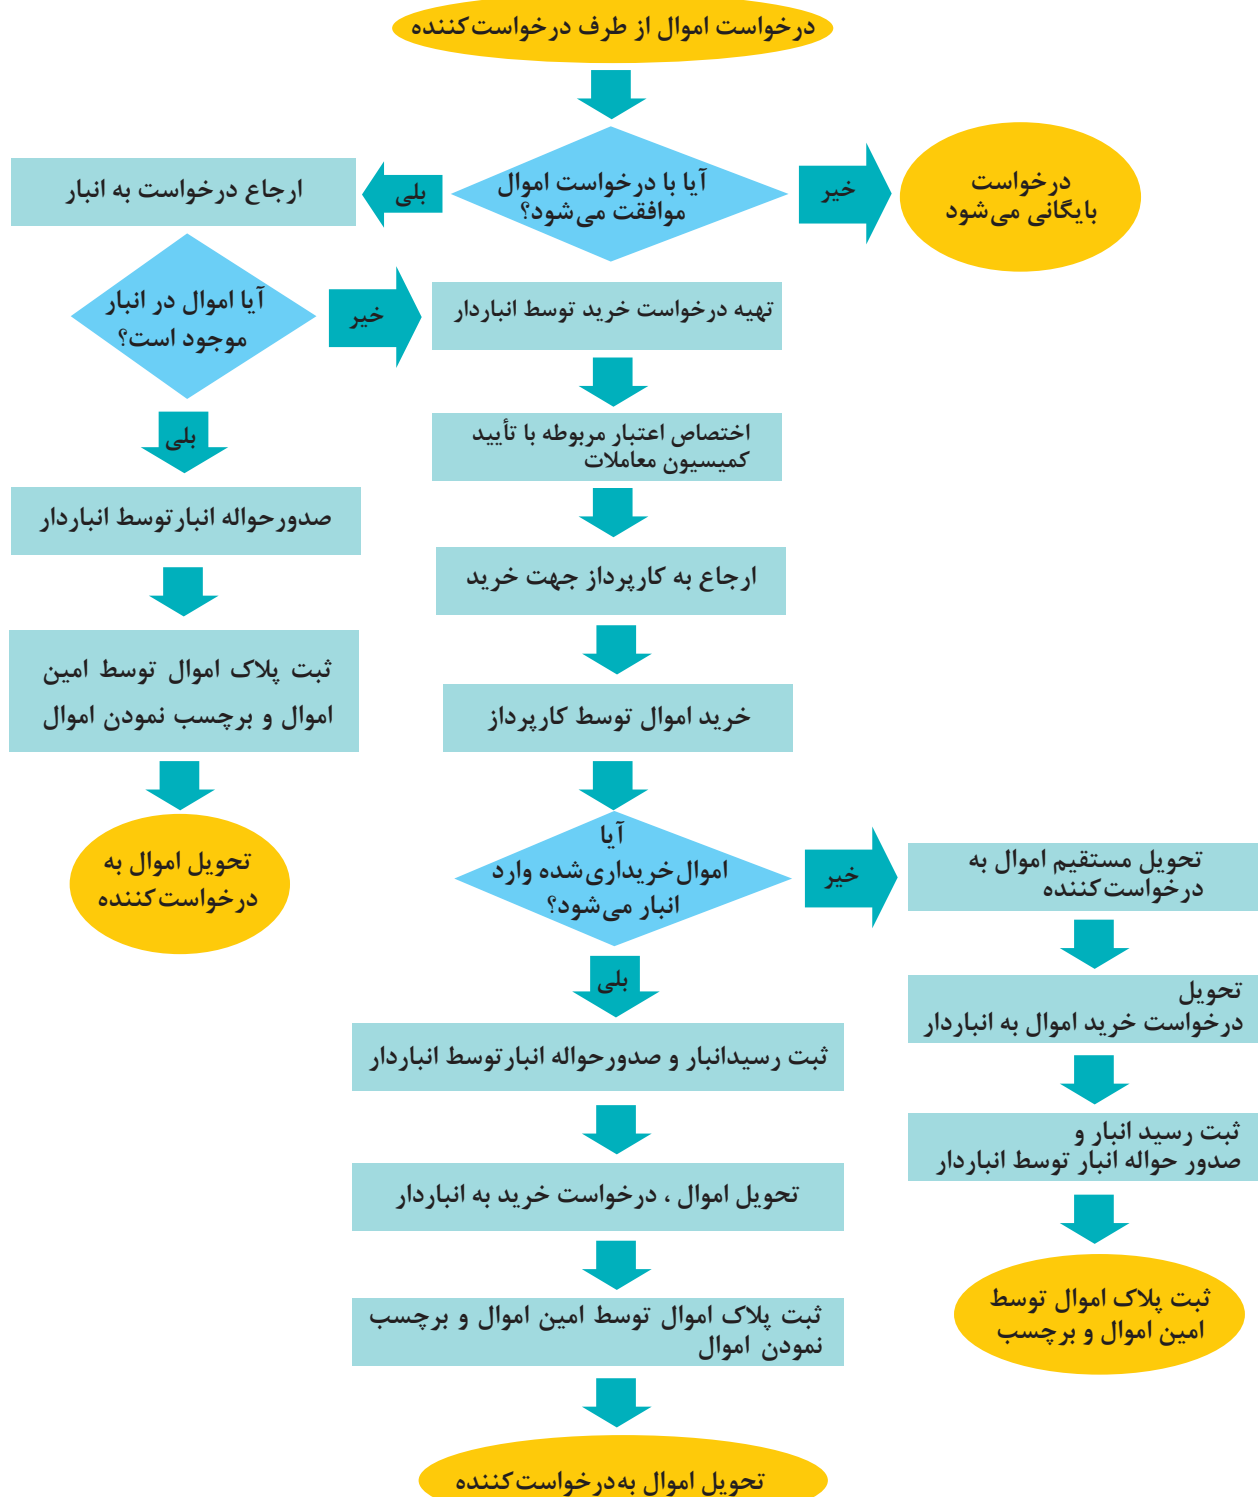 درخواست اموال از طرف درخواست‌کننده
آیا با درخواست اموال
موافقت می‌شود؟
خیر
درخواست
بایگانی می‌شود
بلی
ارجاع درخواست به انبار
آیا اموال در انبار
موجود است؟
خیر
تهیه درخواست خرید توسط انباردار
بلی
اختصاص اعتبار مربوطه با تأیید
کمیسیون معاملات
صدورحواله انبارتوسط انباردار
ارجاع به کارپرداز جهت خرید
ثبت پلاک اموال توسط امین
اموال و برچسب نمودن اموال
خرید اموال توسط کارپرداز
تحویل اموال به
درخواست‌کننده
آیا
اموال‌خریداری‌شده وارد
انبار می‌شود؟
خیر
تحویل مستقیم اموال به
درخواست‌کننده
بلی
تحویل
درخواست خرید اموال به انباردار
ثبت رسیدانبار و صدورحواله انبارتوسط انباردار
ثبت رسید انبار و
صدور حواله انبار توسط انباردار
تحویل اموال ، درخواست خرید به انباردار
ثبت پلاک اموال توسط
امین اموال و برچسب
ثبت پلاک اموال توسط امین اموال و برچسب
نمودن اموال
تحویل اموال به‌درخواست‌کننده